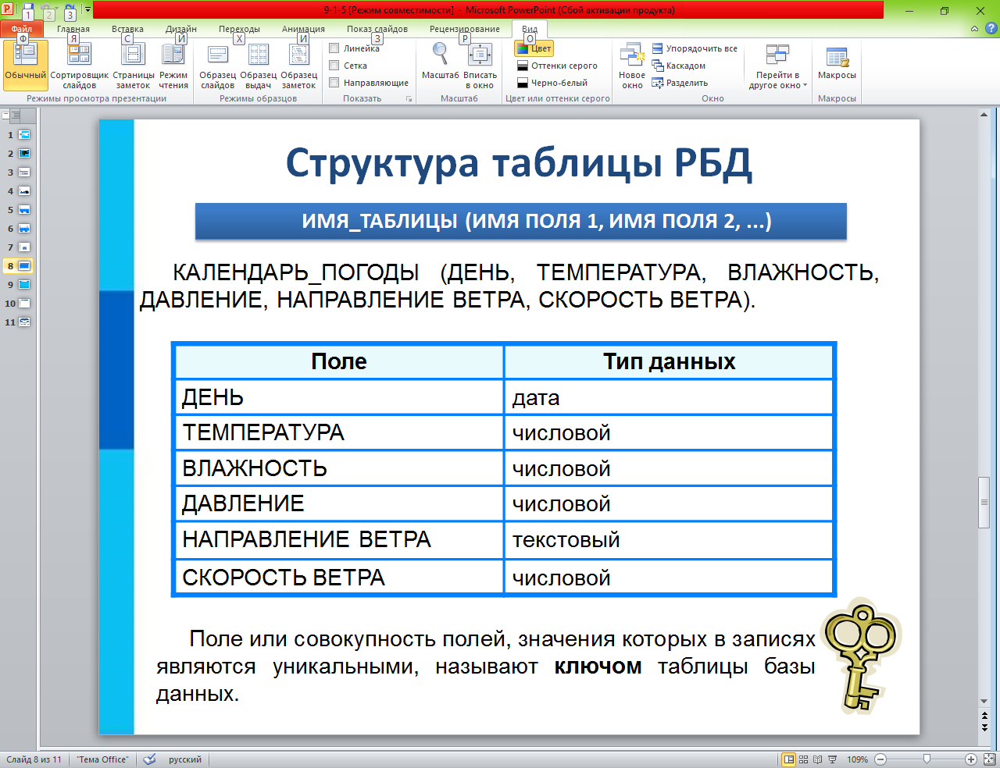 9-1-5 [Режим совместимости] - Microsoft PowerPoint (Сбой активации продукта)
1 2 3
Файл Главная Вставка Дизайн Переходы Анимация Показ слайдов Рецензирование Вид
Ф Я С Й Х И З Р О
Обычный
Сортировщик слайдов
Страницы заметок
Режим чтения
Режимы просмотра презентации
Образец слайдов
Образец выдач
Образец заметок
Режимы образцов
Линейка
Сетка
Направляющие
Показать
Масштаб
Вписать в окно
Масштаб
Цвет
Оттенки серого
Черно-белый
Цвет или оттенки серого
Новое окно
Упорядочить все
Каскадом
Разделить
Перейти в другое окно
Окно
Макросы
Макросы
1
2
3
4
5
6
7
8
9
10
11
Структура таблицы РБД
ИМЯ_ТАБЛИЦЫ (ИМЯ ПОЛЯ 1, ИМЯ ПОЛЯ 2, ...)
КАЛЕНДАРЬ_ПОГОДЫ (ДЕНЬ, ТЕМПЕРАТУРА, ВЛАЖНОСТЬ,
ДАВЛЕНИЕ, НАПРАВЛЕНИЕ ВЕТРА, СКОРОСТЬ ВЕТРА).
Поле Тип данных
ДЕНЬ дата
ТЕМПЕРАТУРА числовой
ВЛАЖНОСТЬ числовой
ДАВЛЕНИЕ числовой
НАПРАВЛЕНИЕ ВЕТРА текстовый
СКОРОСТЬ ВЕТРА числовой
Поле или совокупность полей, значения которых в записях
являются уникальными, называют ключом таблицы базы
данных.
Слайд 8 из 11 "Тема Office" русский 109%